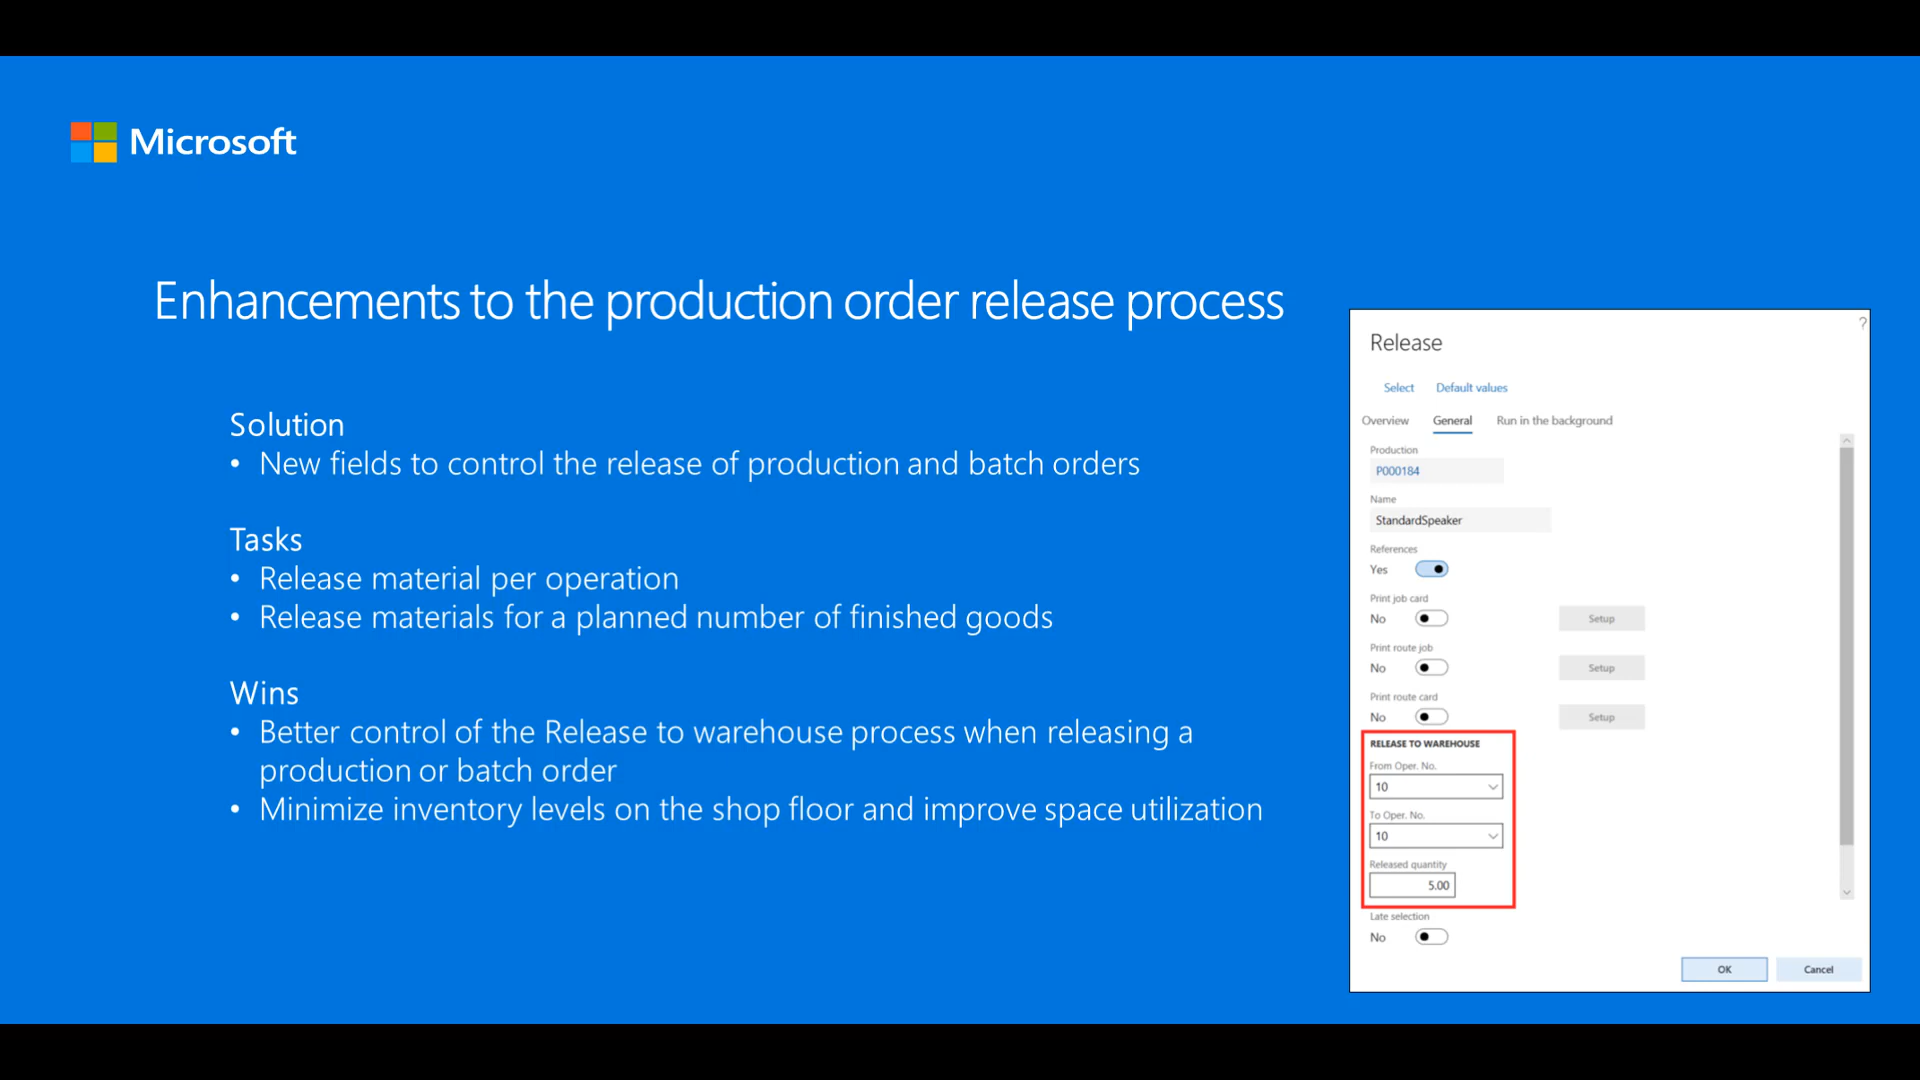 Microsoft
Enhancements to the production order release process
Solution
• New fields to control the release of production and batch orders
Tasks
• Release material per operation
• Release materials for a planned number of finished goods
Wins
• Better control of the Release to warehouse process when releasing a
production or batch order
• Minimize inventory levels on the shop floor and improve space utilization
?
Release
Select Default values
Overview General Run in the background
Production
P000184
Name
StandardSpeaker
References
Yes
Print job card
No Setup
Print route job
No Setup
Print route card
No Setup
RELEASE TO WAREHOUSE
From Oper. No.
10
To Oper. No.
10
Released quantity
5.00
Late selection
No
OK Cancel